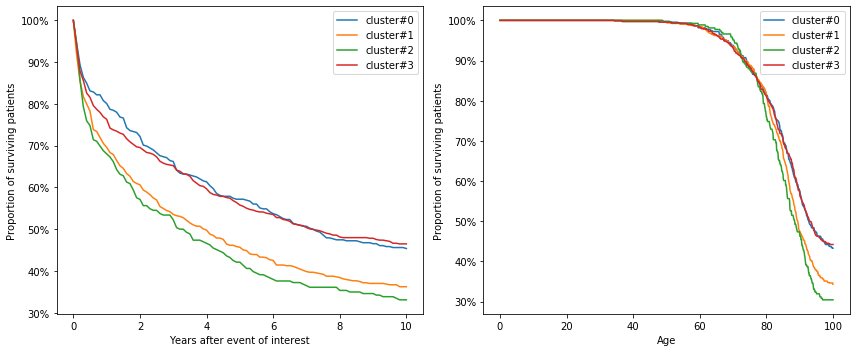 100%
90%
80%
70%
60%
50%
40%
30%
Proportion of surviving patients
0
2
4
6
8
10
Years after event of interest
cluster#0
cluster#1
cluster#2
cluster#3
100%
90%
80%
70%
60%
50%
40%
30%
Proportion of surviving patients
0
20
40
60
80
100
Age
cluster#0
cluster#1
cluster#2
cluster#3